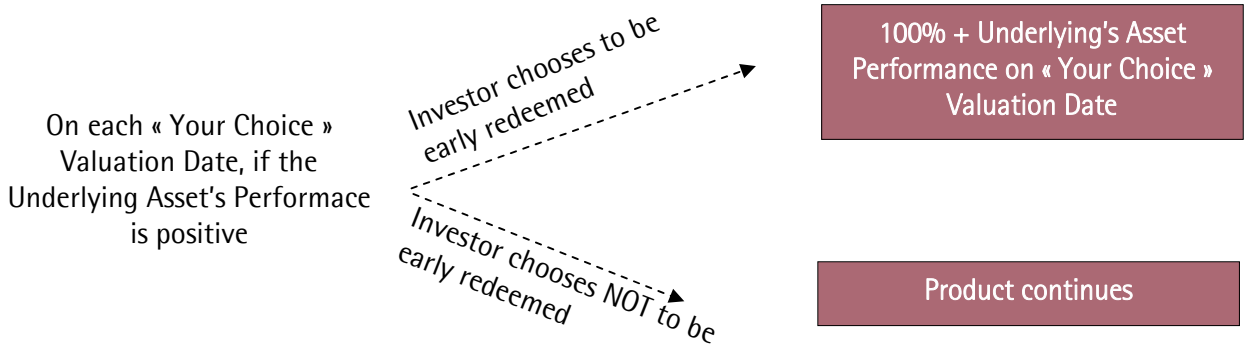 On each « Your Choice »
Valuation Date, if the
Underlying Asset's Performace
is positive
Investor chooses to be
early redeemed
100% + Underlying's Asset
Performance on « Your Choice »
Valuation Date
Investor chooses NOT to be
early redeemed
Product continues